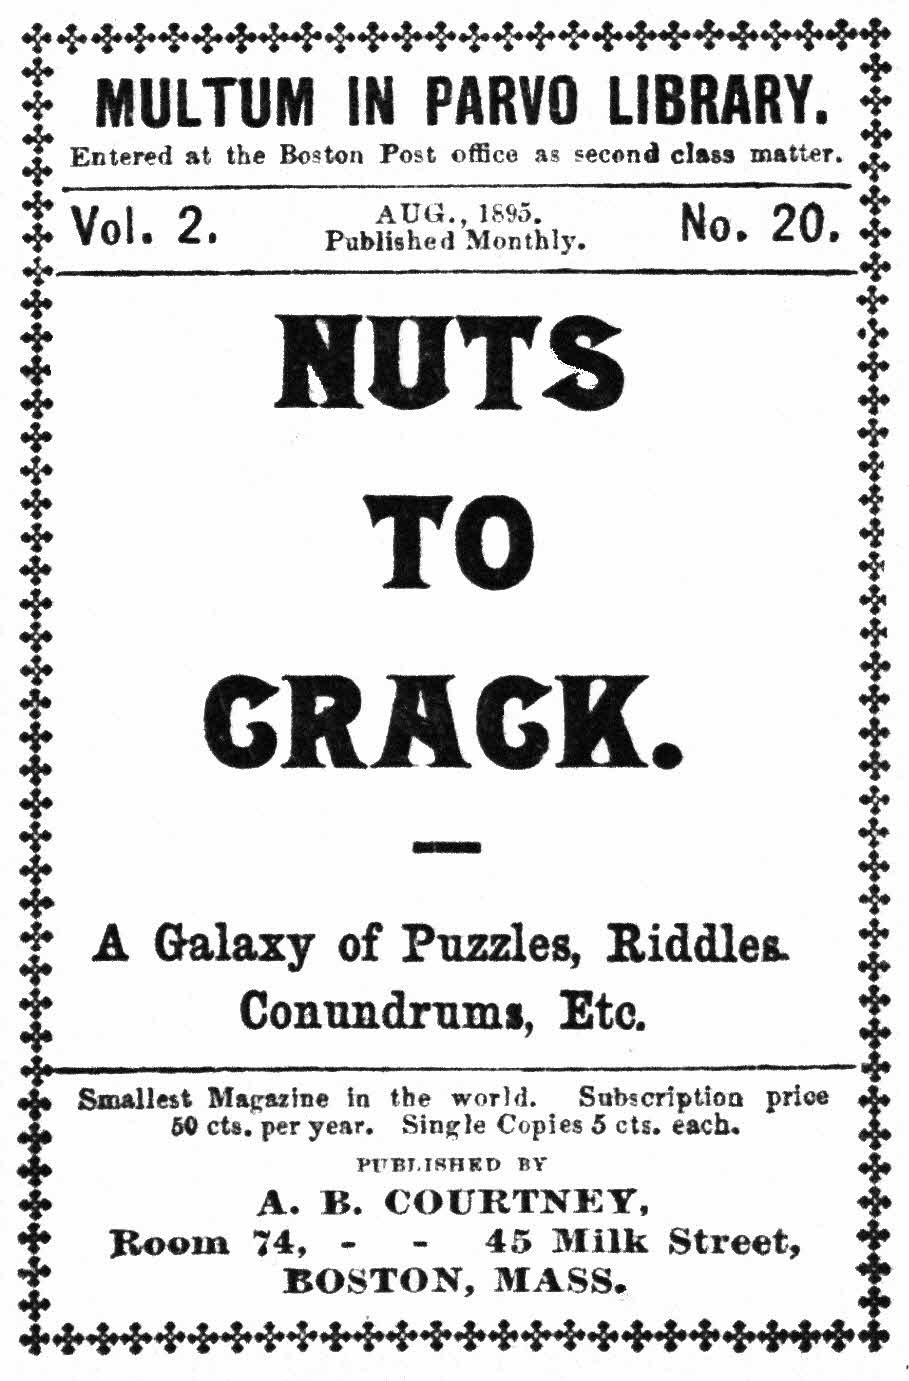 MULTUM IN PARVO LIBRARY.
Entered at the Boston Post office as second class matter.
Vol. 2.
AUG., 1895.
Published Monthly.
No. 20.
NUTS
TO
CRACK.
A Galaxy of Puzzles, Riddles.
Conundrums, Etc.
Smallest Magazine in the world. Subscription price
50 cts. per year. Single Copies 5 cts. each.
PUBLISHED BY
A. B. COURTNEY,
Room 74, - - 45 Milk Street,
BOSTON, MASS.